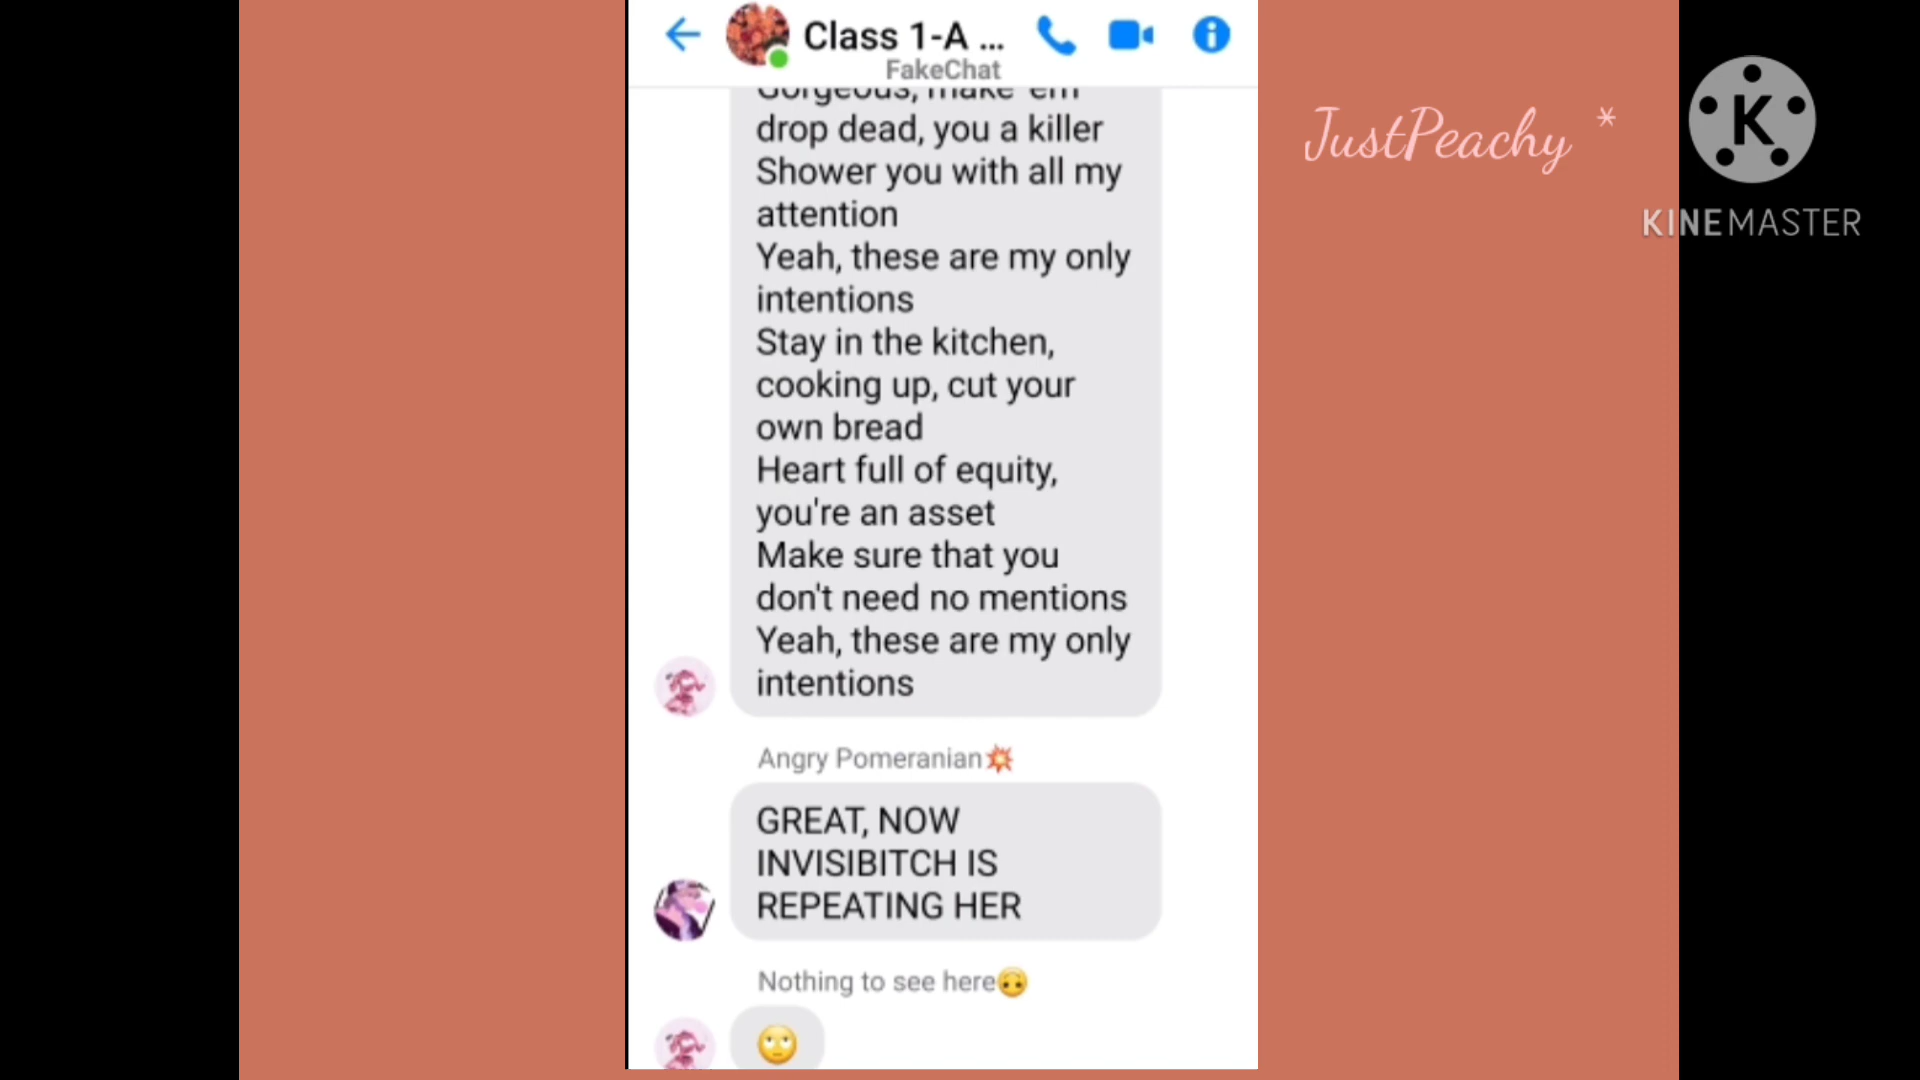 Class 1-A ...
FakeChat
Gorgeous, make 'em
drop dead, you a killer
Shower you with all my
attention
Yeah, these are my only
intentions
Stay in the kitchen,
cooking up, cut your
own bread
Heart full of equity,
you're an asset
Make sure that you
don't need no mentions
Yeah, these are my only
intentions
Angry Pomeranian💥
GREAT, NOW
INVISIBITCH IS
REPEATING HER
Nothing to see here🙃
🙄
JustPeachy *
K
KINEMASTER